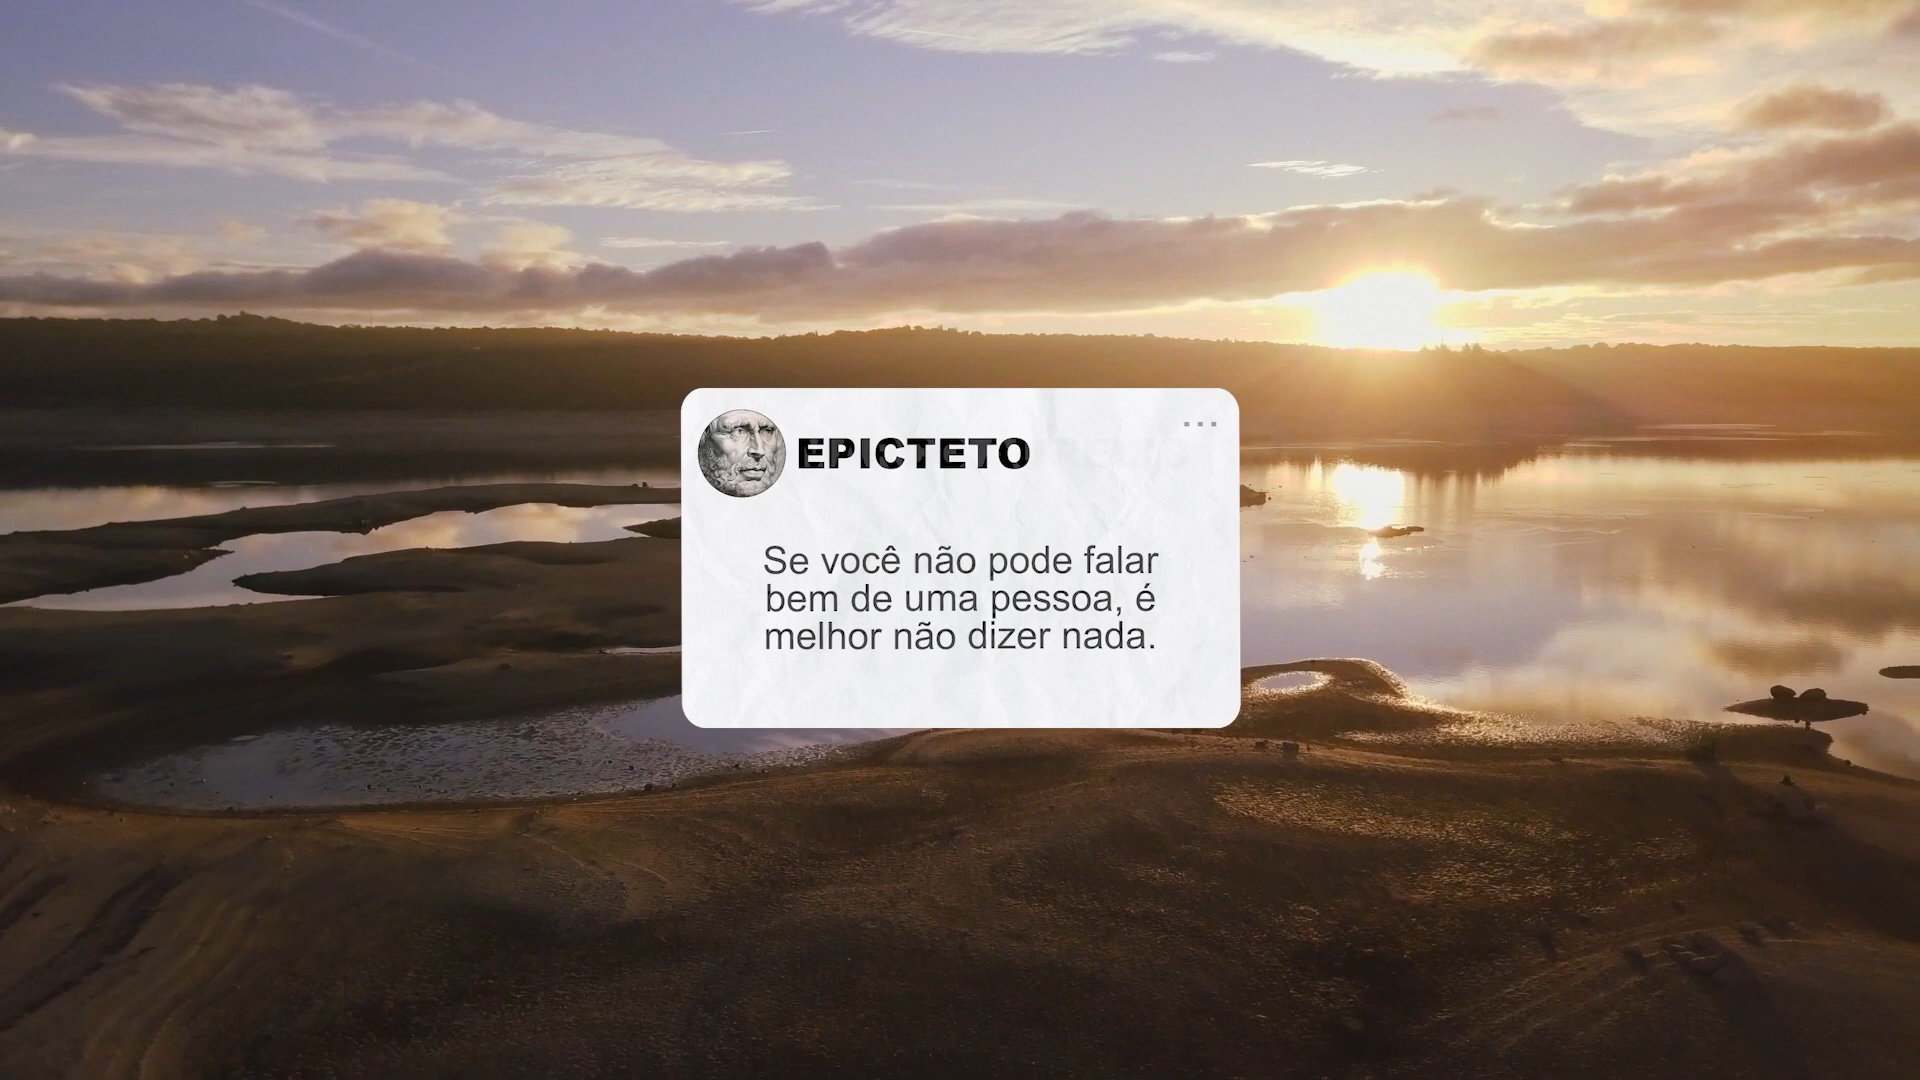 EPICTETO
Se você não pode falar
bem de uma pessoa, é
melhor não dizer nada.